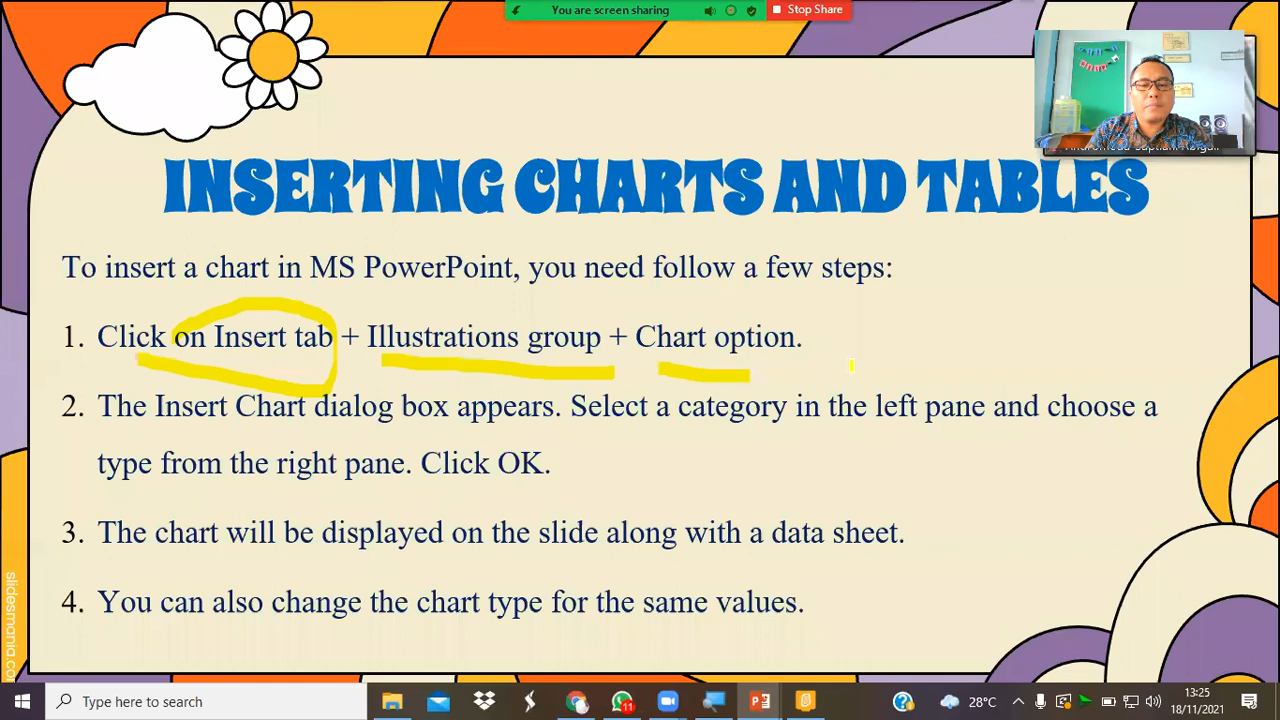 You are screen sharing
Stop Share
INSERTING CHARTS AND TABLES
To insert a chart in MS PowerPoint, you need follow a few steps:
1. Click on Insert tab + Illustrations group + Chart option.
2. The Insert Chart dialog box appears. Select a category in the left pane and choose a
type from the right pane. Click OK.
3. The chart will be displayed on the slide along with a data sheet.
4. You can also change the chart type for the same values.
slidesmania.co
Type here to search
11
28°C
13:25
18/11/2021